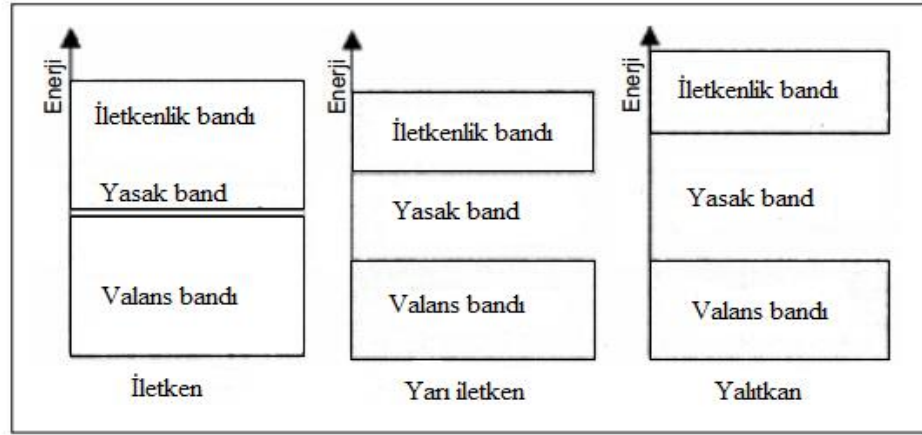 Enerji
İletkenlik bandı
Yasak band
Valans bandı
İletken
Enerji
İletkenlik bandı
Yasak band
Valans bandı
Yarı iletken
Enerji
İletkenlik bandı
Yasak band
Valans bandı
Yalıtkan